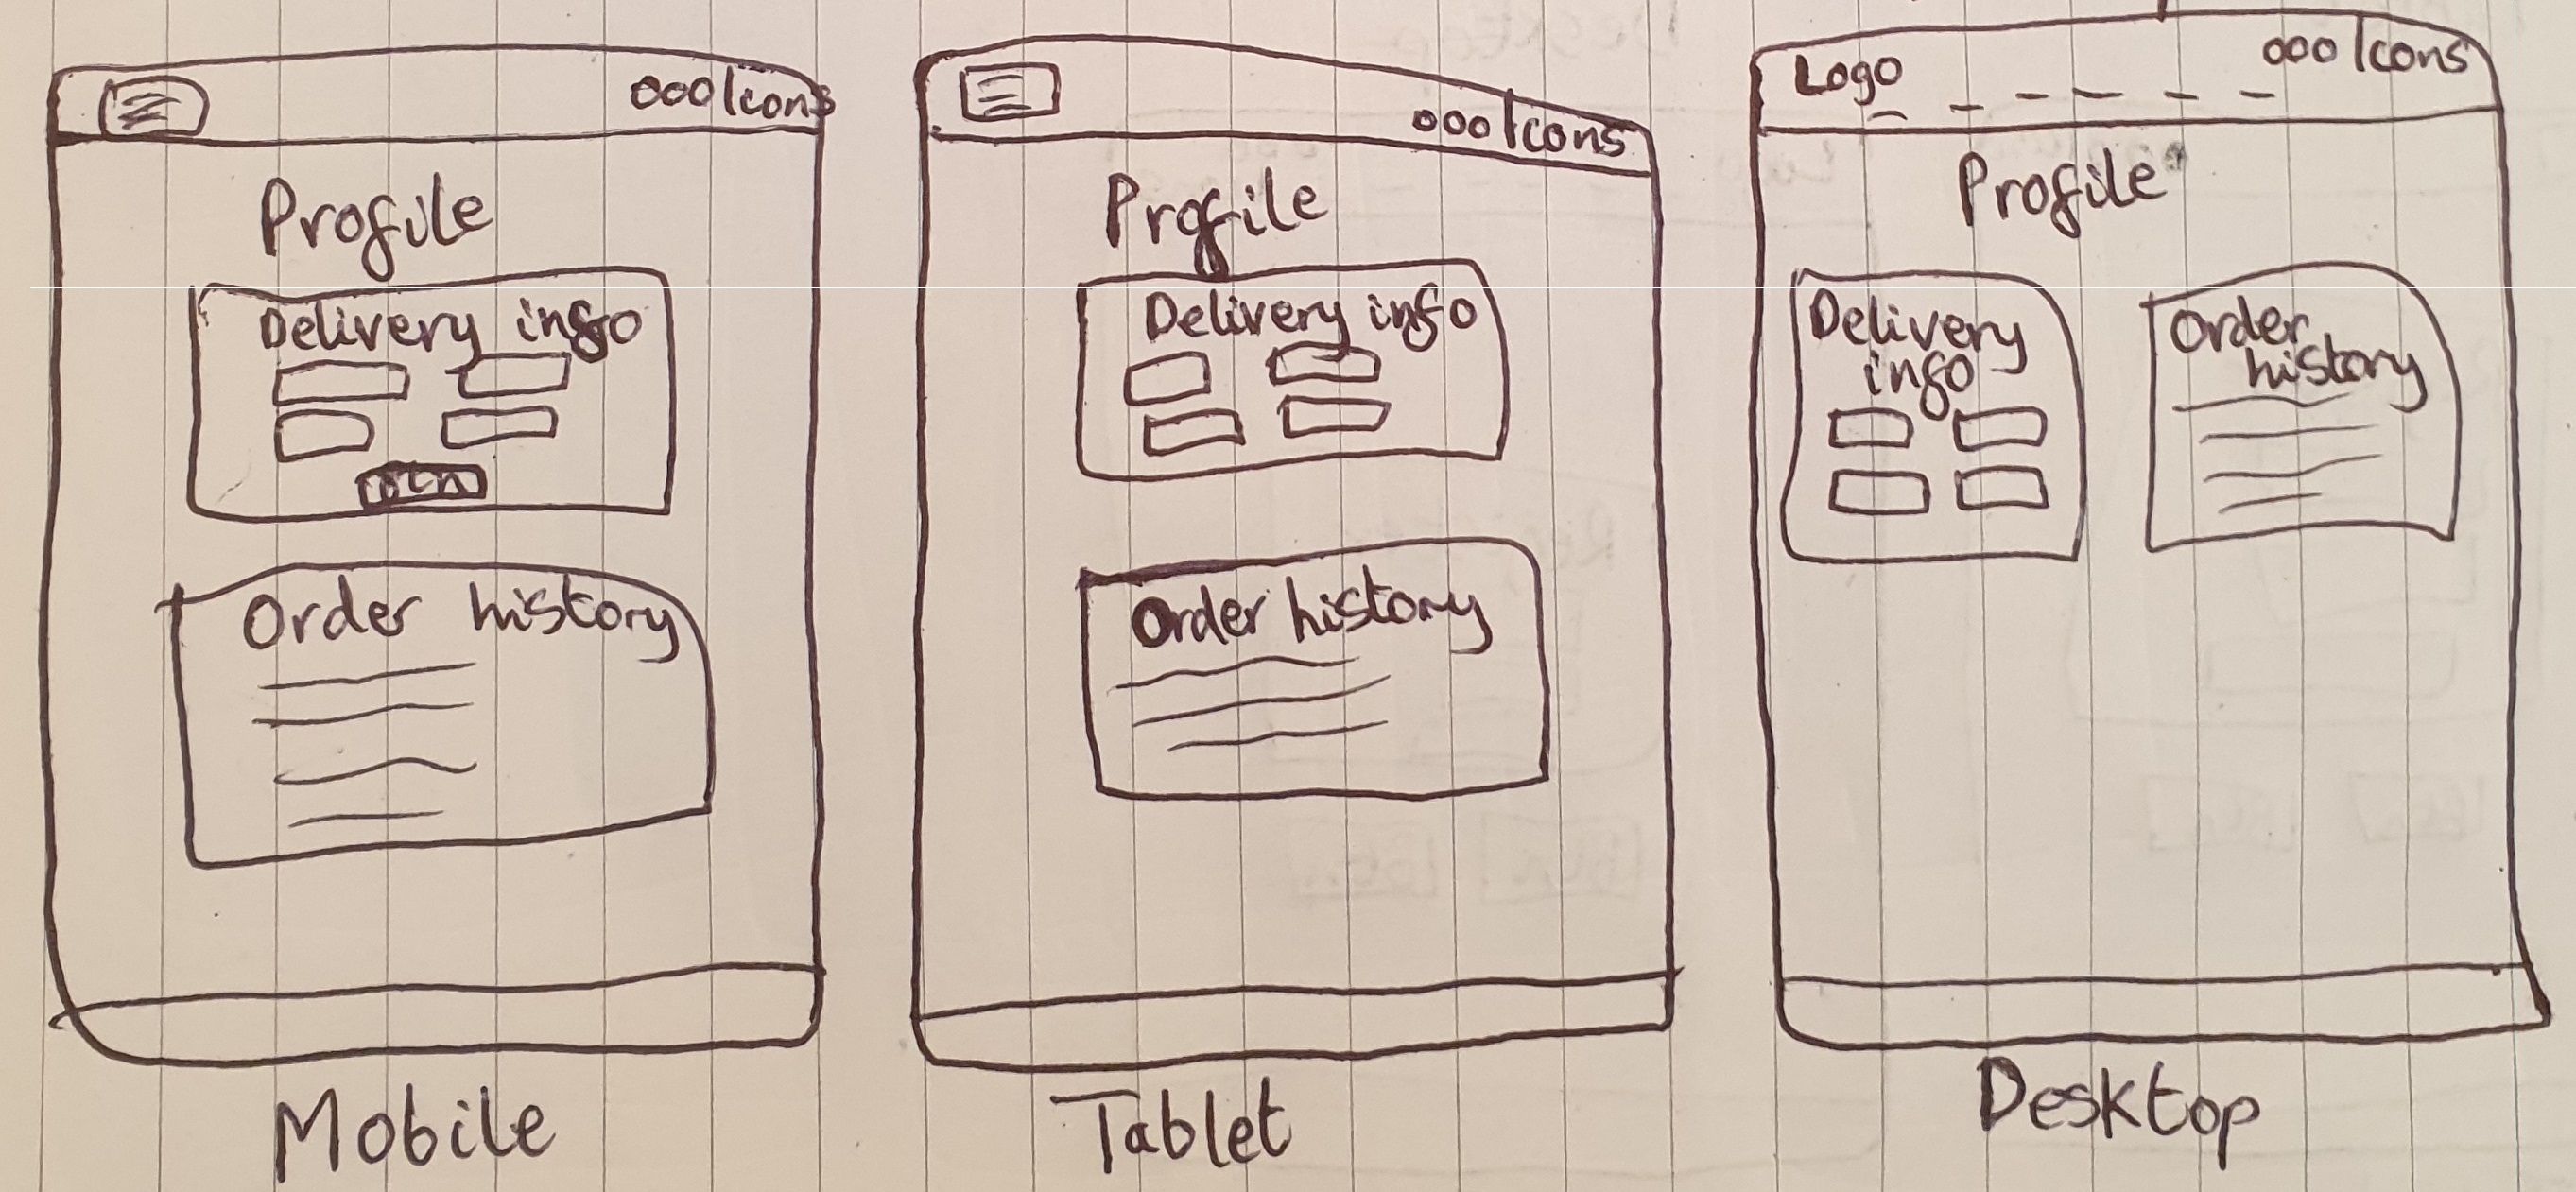 ooo Icons
Profile
Delivery info
btn
Order history
Mobile
ooo Icons
Profile
Delivery info
Order history
Tablet
Logo
ooo Icons
Profile
Delivery
info
Order
history
Desktop